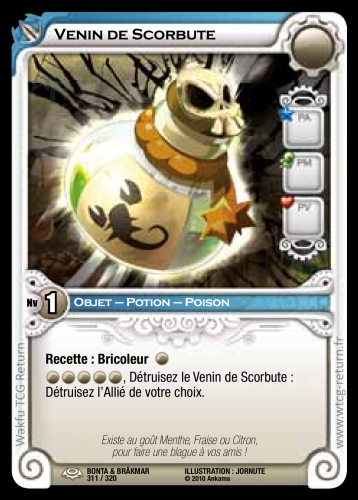 Venin de Scorbute
PA
PM
PV
Nv 1
Objet – Potion – Poison
Recette : Bricoleur
, Détruisez le Venin de Scorbute :
Détruisez l'Allié de votre choix.
Existe au goût Menthe, Fraise ou Citron,
pour faire une blague à vos amis !
BONTA & BRÂKMAR
311 / 320
ILLUSTRATION : JORNUTE
© 2010 Ankama
Wakfu TCG Return
www.wtcg-return.fr